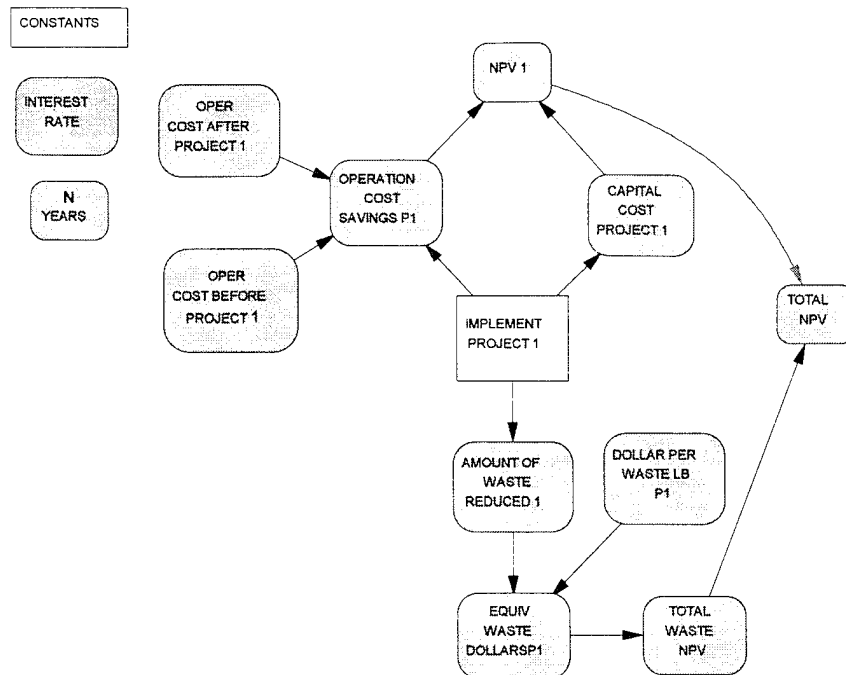 CONSTANTS
INTEREST
RATE
N
YEARS
OPER
COST AFTER
PROJECT 1
OPER
COST BEFORE
PROJECT 1
OPERATION
COST
SAVINGS P1
NPV 1
CAPITAL
COST
PROJECT 1
IMPLEMENT
PROJECT 1
TOTAL
NPV
AMOUNT OF
WASTE
REDUCED 1
DOLLAR PER
WASTE LB
P1
EQUIV
WASTE
DOLLARSP1
TOTAL
WASTE
NPV